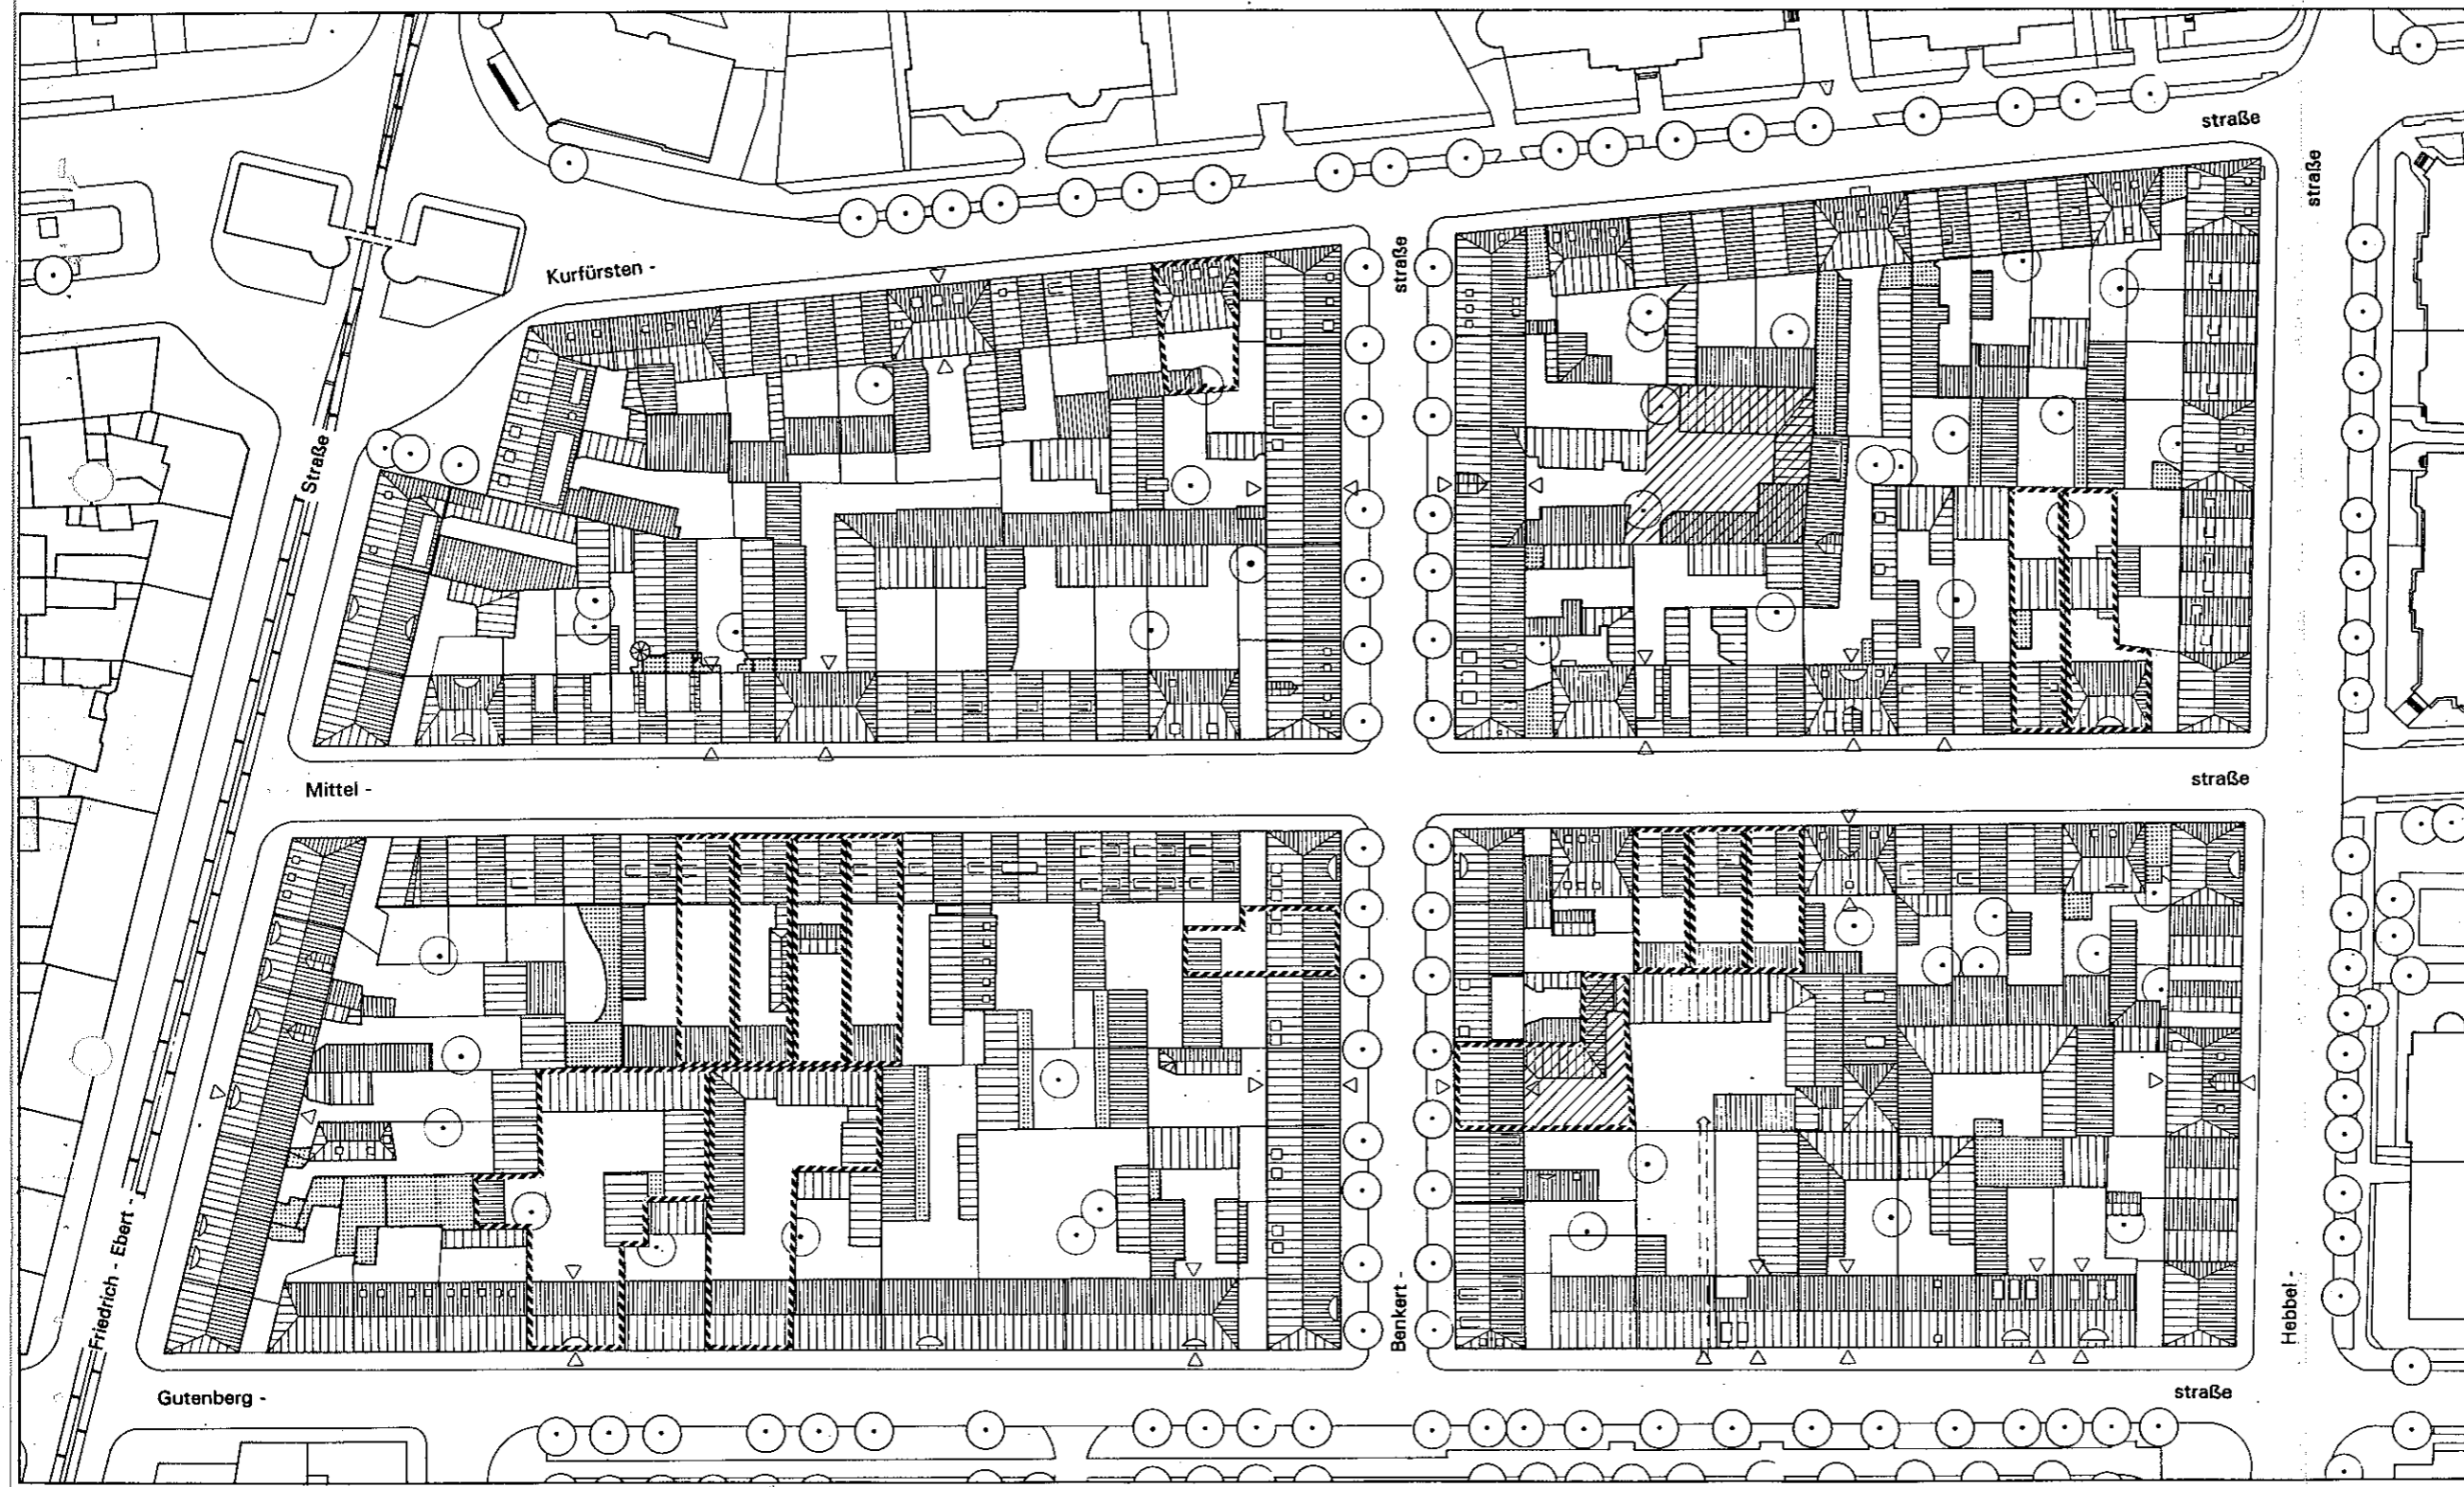 straße
straße
straße
Kurfürsten -
Straße
Mittel -
straße
Friedrich - Ebert -
Benkert -
Hebbel -
Gutenberg -
straße